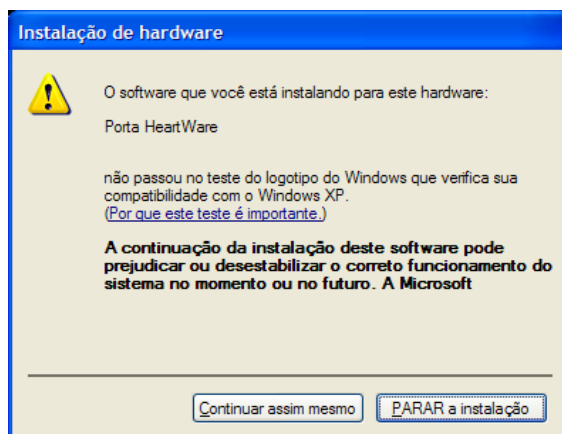 Instalação de hardware
O software que você está instalando para este hardware:
Porta HeartWare
não passou no teste do logotipo do Windows que verifica sua
compatibilidade com o Windows XP.
(Por que este teste é importante.)
A continuação da instalação deste software pode
prejudicar ou desestabilizar o correto funcionamento do
sistema no momento ou no futuro. A Microsoft
Continuar assim mesmo PARAR a instalação